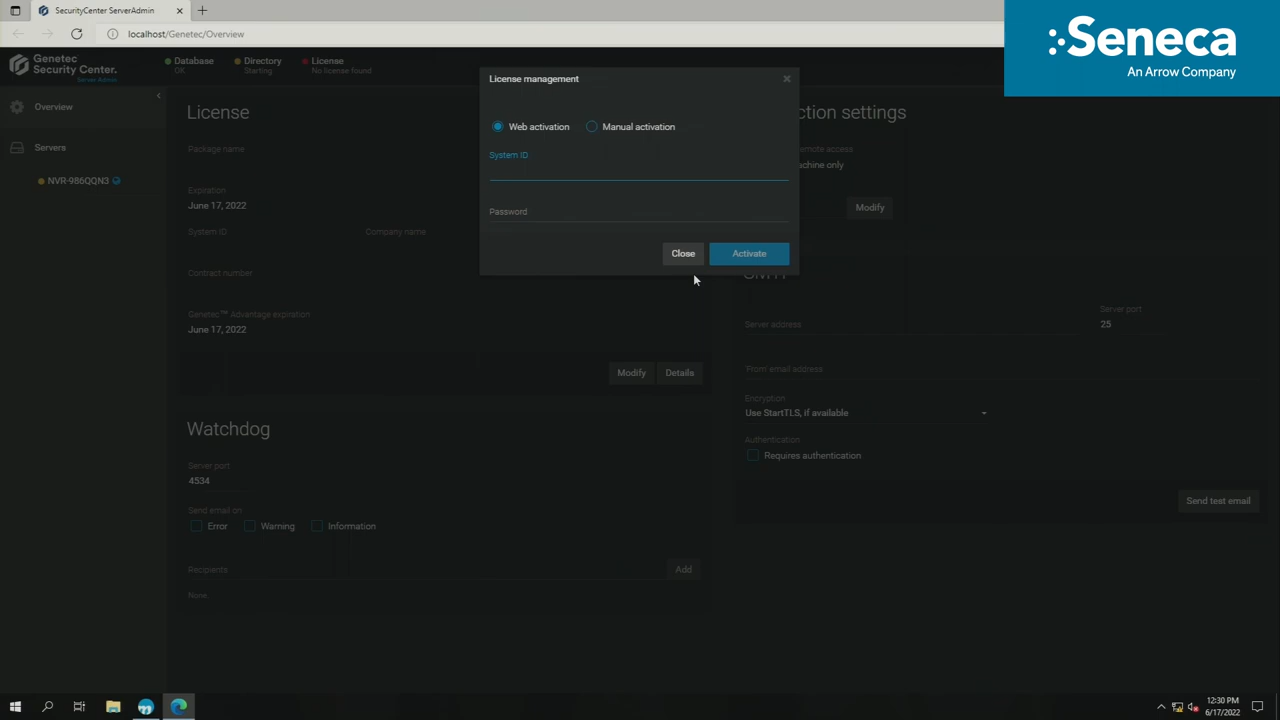 SecurityCenter ServerAdmin
localhost/Genetec/Overview
:Seneca
An Arrow Company
Genetec
Security Center.
Server Admin
Database
OK
Directory
Starting
License
No license found
Overview
Servers
NVR-986QQN3
License
Package name
Expiration
June 17, 2022
System ID
Company name
Contract number
Genetec™ Advantage expiration
June 17, 2022
Modify
Details
Watchdog
Server port
4534
Send email on
Error
Warning
Information
Recipients
Add
None
License management
Web activation
Manual activation
System ID
Password
Close
Activate
ction settings
emote access
achine only
Modify
Server address
Server port
25
'From' email address
Encryption
Use StartTLS, if available
Authentication
Requires authentication
Send test email
12:30 PM
6/17/2022